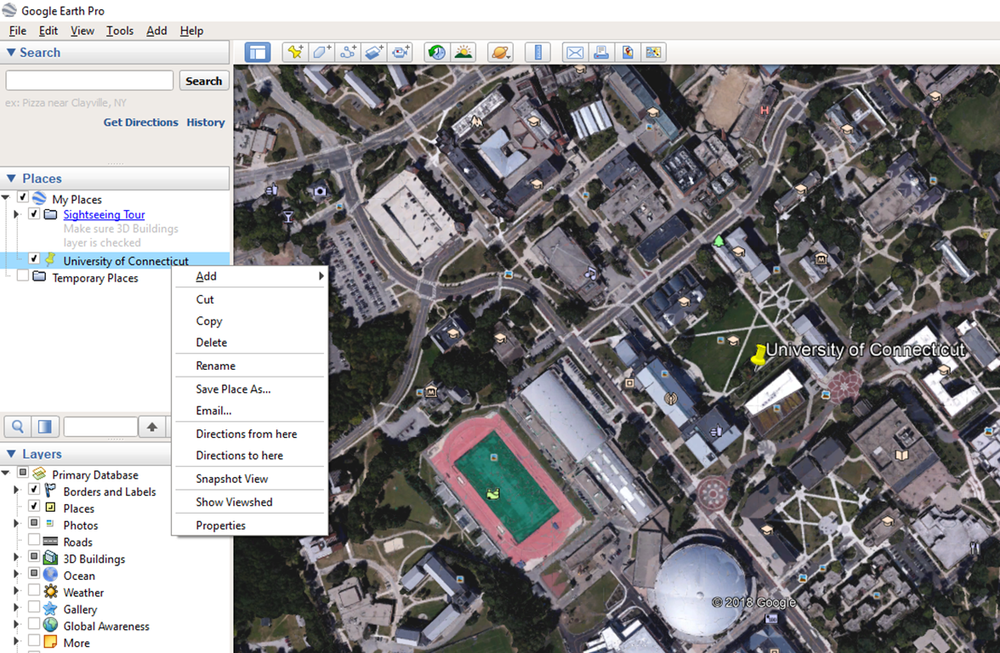 Google Earth Pro
File Edit View Tools Add Help
Search
Search
ex: Pizza near Clayville, NY
Get Directions History
Places
My Places
Sightseeing Tour
Make sure 3D Buildings
layer is checked
University of Connecticut
Temporary Places
Add
Cut
Copy
Delete
Rename
Save Place As...
Email...
Directions from here
Directions to here
Snapshot View
Show Viewshed
Properties
Layers
Primary Database
Borders and Labels
Places
Photos
Roads
3D Buildings
Ocean
Weather
Gallery
Global Awareness
More
H
M
University of Connecticut
M
© 2018 Google